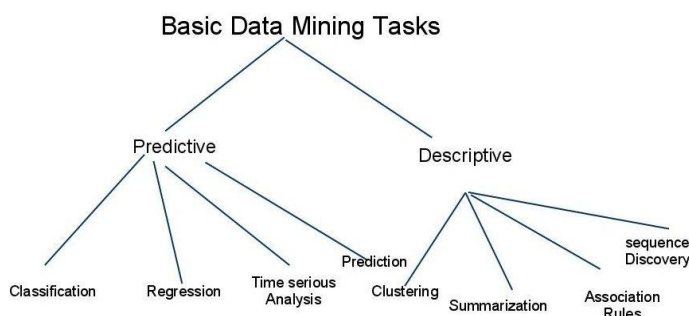 Basic Data Mining Tasks
Predictive
Descriptive
Classification
Regression
Time serious
Analysis
Prediction
Clustering
Summarization
Association
Rules
sequence
Discovery